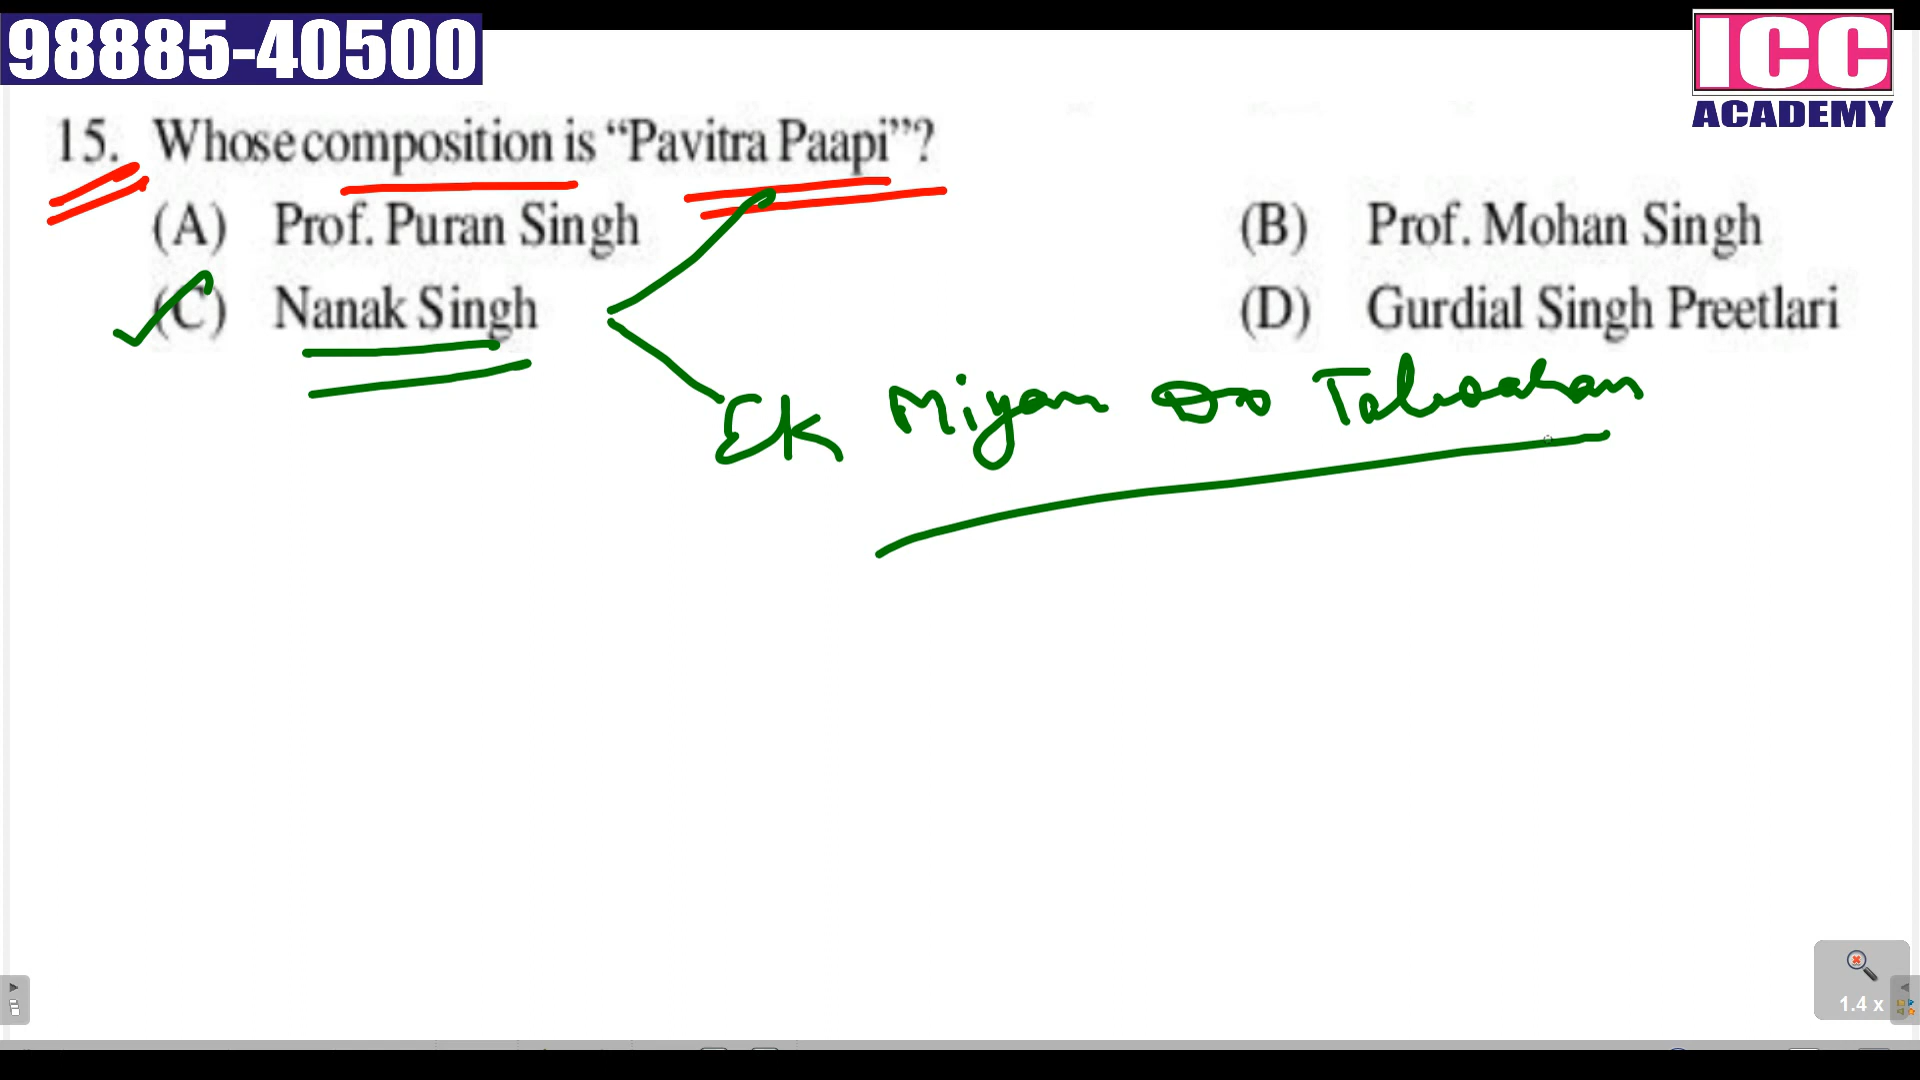 98885-40500
ICC
ACADEMY
15. Whose composition is “Pavitra Paapi”?
(A) Prof. Puran Singh (B) Prof. Mohan Singh
(C) Nanak Singh (D) Gurdial Singh Preetlari
Ek Miyan Do
1.4 x